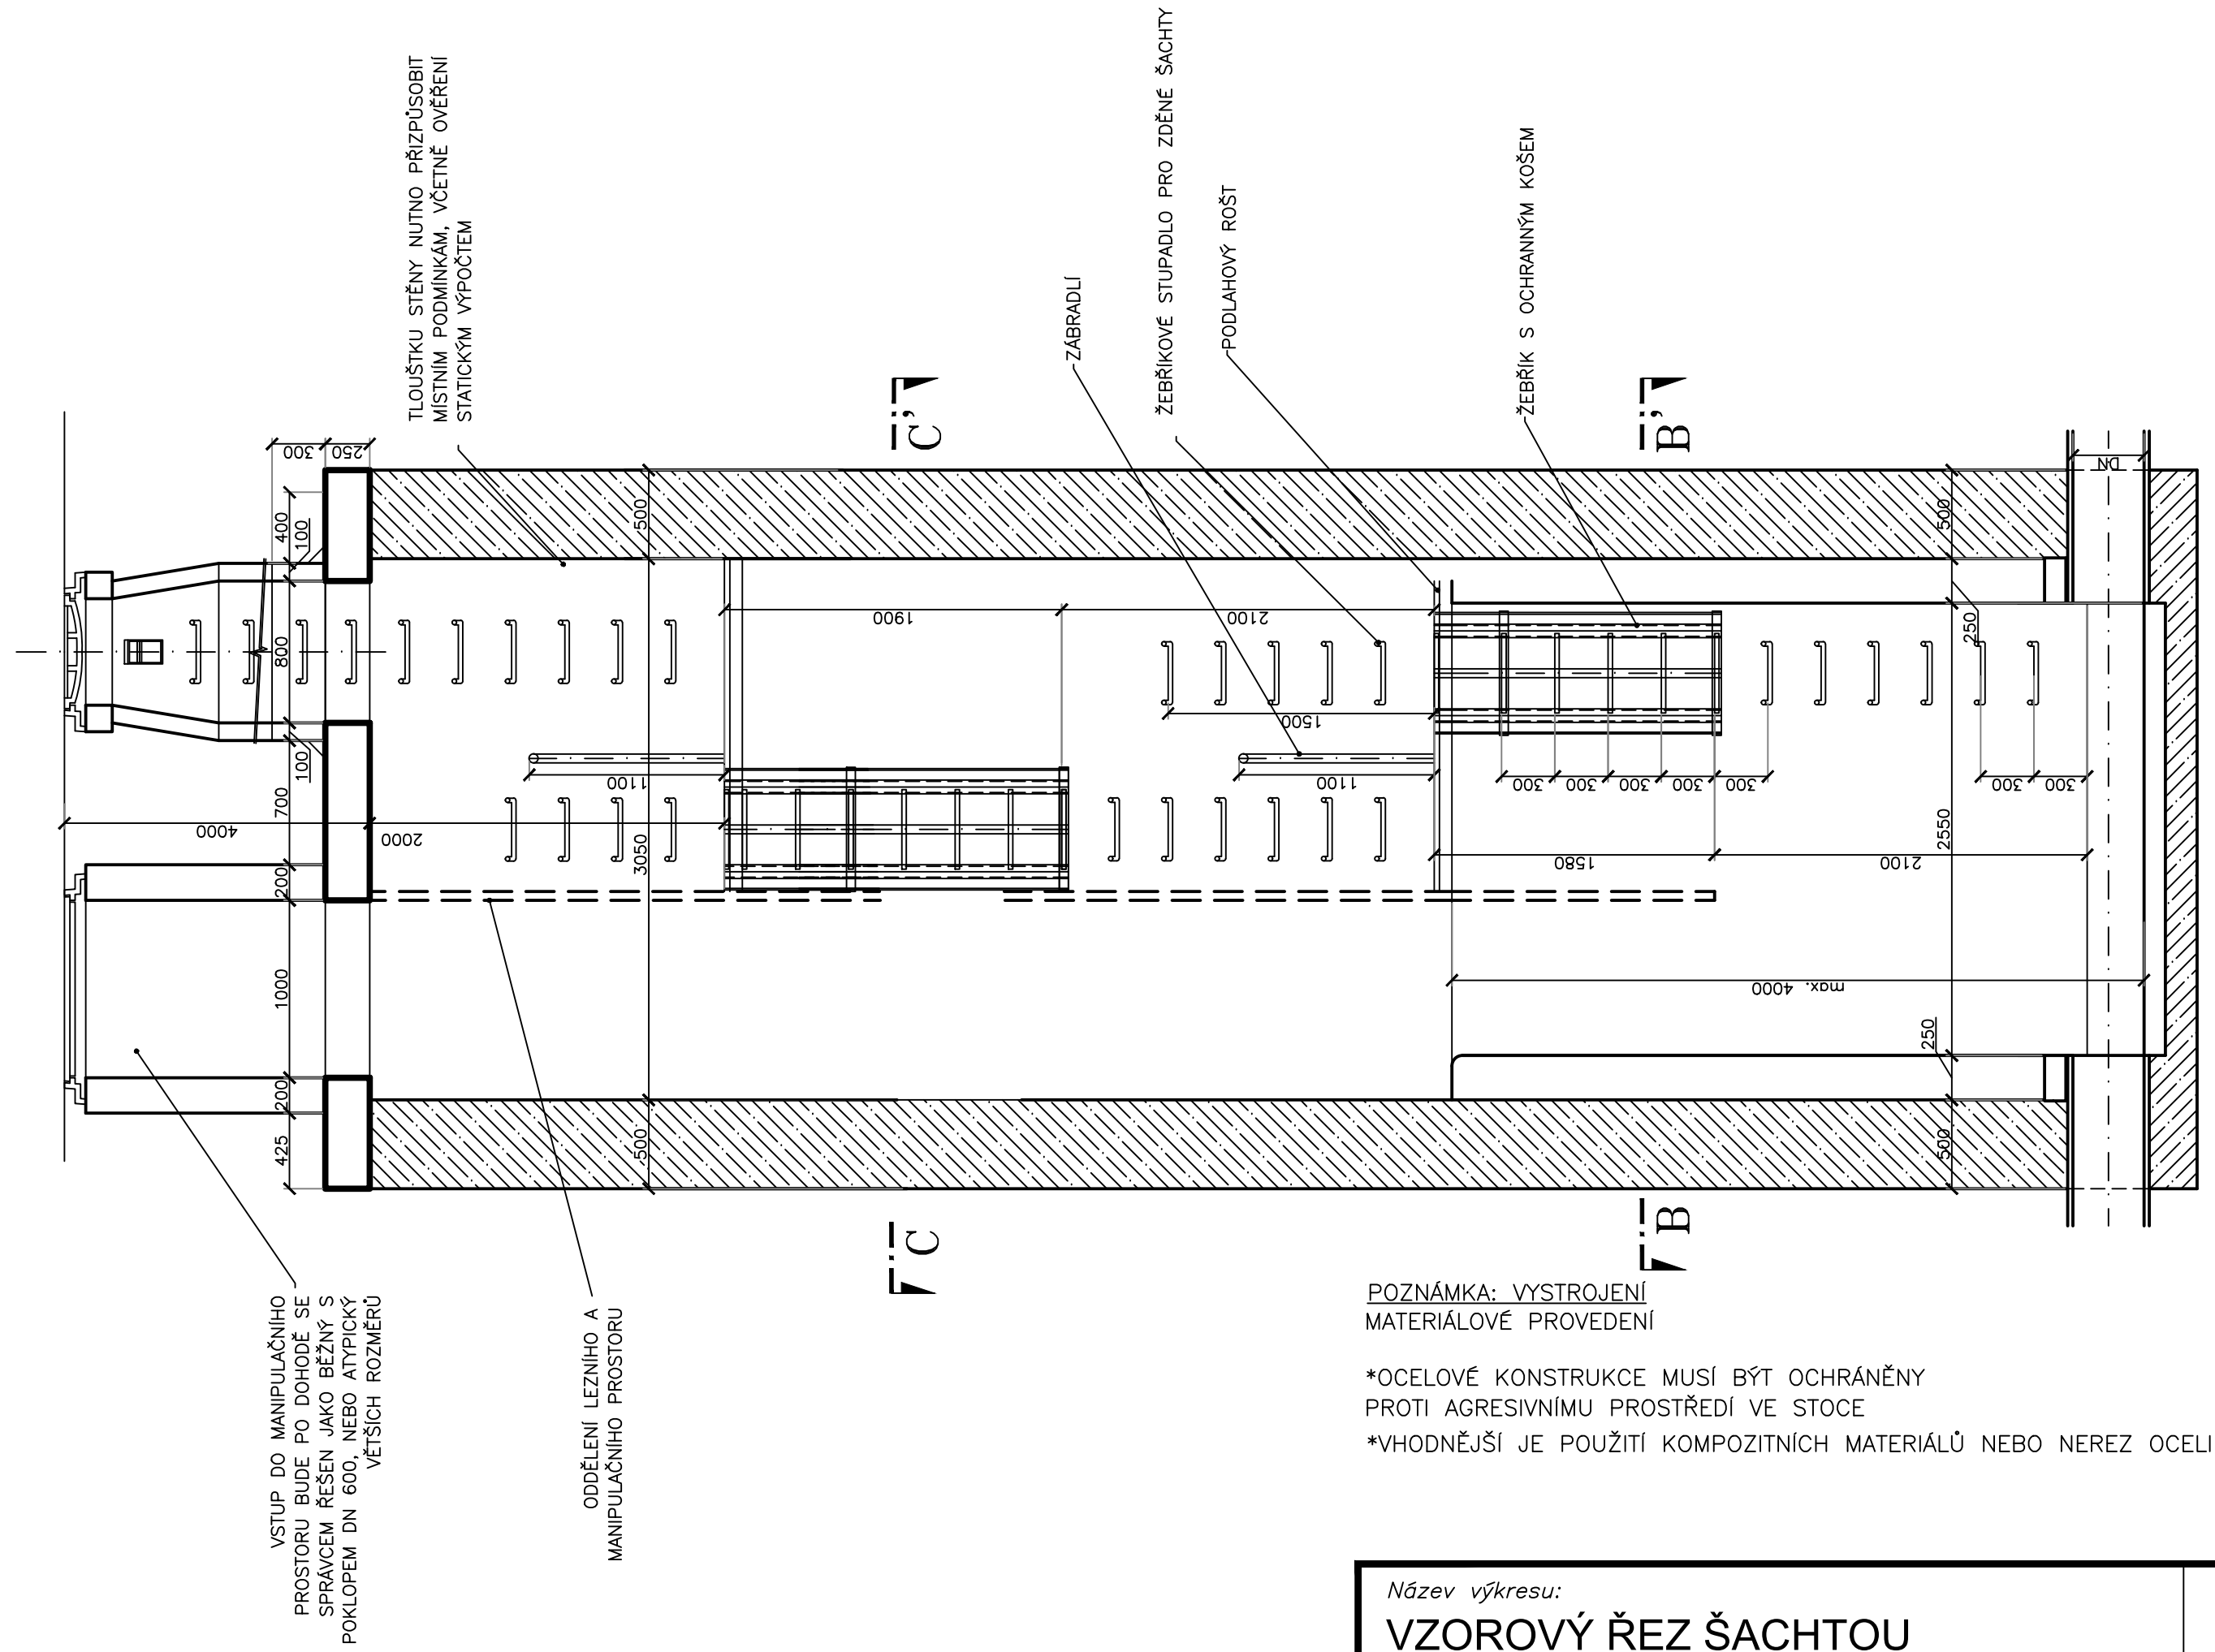 TLOUŠŤKU STĚNY NUTNO PŘIZPŮSOBIT
MÍSTNÍM PODMÍNKÁM, VČETNĚ OVĚŘENÍ
STATICKÝM VÝPOČTEM
ZÁBRADLÍ
ŽEBŘÍKOVÉ STUPADLO PRO ZDĚNÉ ŠACHTY
PODLAHOVÝ ROŠT
ŽEBŘÍK S OCHRANNÝM KOŠEM
C'
B'
300
250
400
100
800
100
700
200
1000
200
425
4000
2000
500
3050
500
1100
1900
2100
1500
1100
300
300
300
300
300
300
300
1580
2100
max. 4000
500
250
2550
250
500
DN
C
B
VSTUP DO MANIPULAČNÍHO
PROSTORU BUDE PO DOHODĚ SE
SPRÁVCEM ŘEŠEN JAKO BĚŽNÝ S
POKLOPEM DN 600, NEBO ATYPICKÝ
VĚTŠÍCH ROZMĚRŮ
ODDĚLENÍ LEZNÍHO A
MANIPULAČNÍHO PROSTORU
POZNÁMKA: VYSTROJENÍ
MATERIÁLOVÉ PROVEDENÍ
*OCELOVÉ KONSTRUKCE MUSÍ BÝT OCHRÁNĚNY
PROTI AGRESIVNÍMU PROSTŘEDÍ VE STOCE
*VHODNĚJŠÍ JE POUŽITÍ KOMPOZITNÍCH MATERIÁLŮ NEBO NEREZ OCELI
Název výkresu:
VZOROVÝ ŘEZ ŠACHTOU